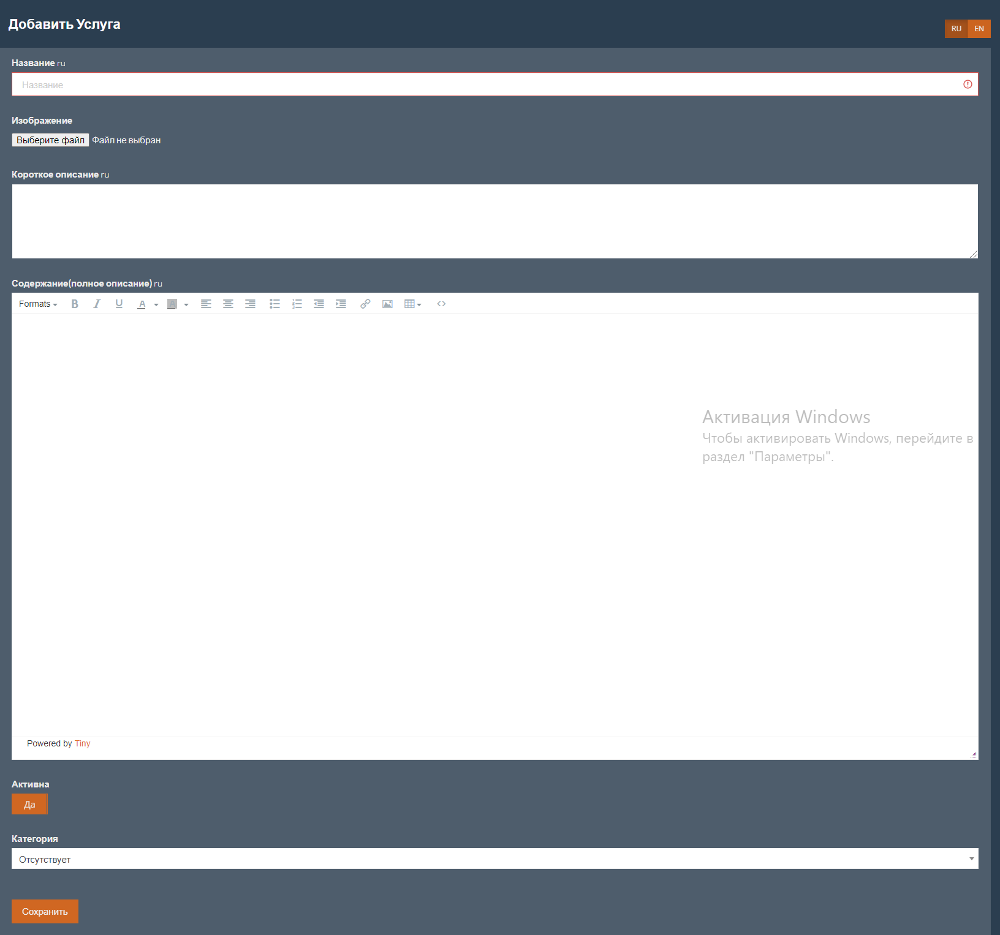 Добавить Услуга
RU EN
Название ru
Название
Изображение
Выберите файл Файл не выбран
Короткое описание ru
Содержание(полное описание) ru
Formats B I U A A <>
Активация Windows
Чтобы активировать Windows, перейдите в
раздел "Параметры".
Powered by Tiny
Активна
Да
Категория
Отсутствует
Сохранить